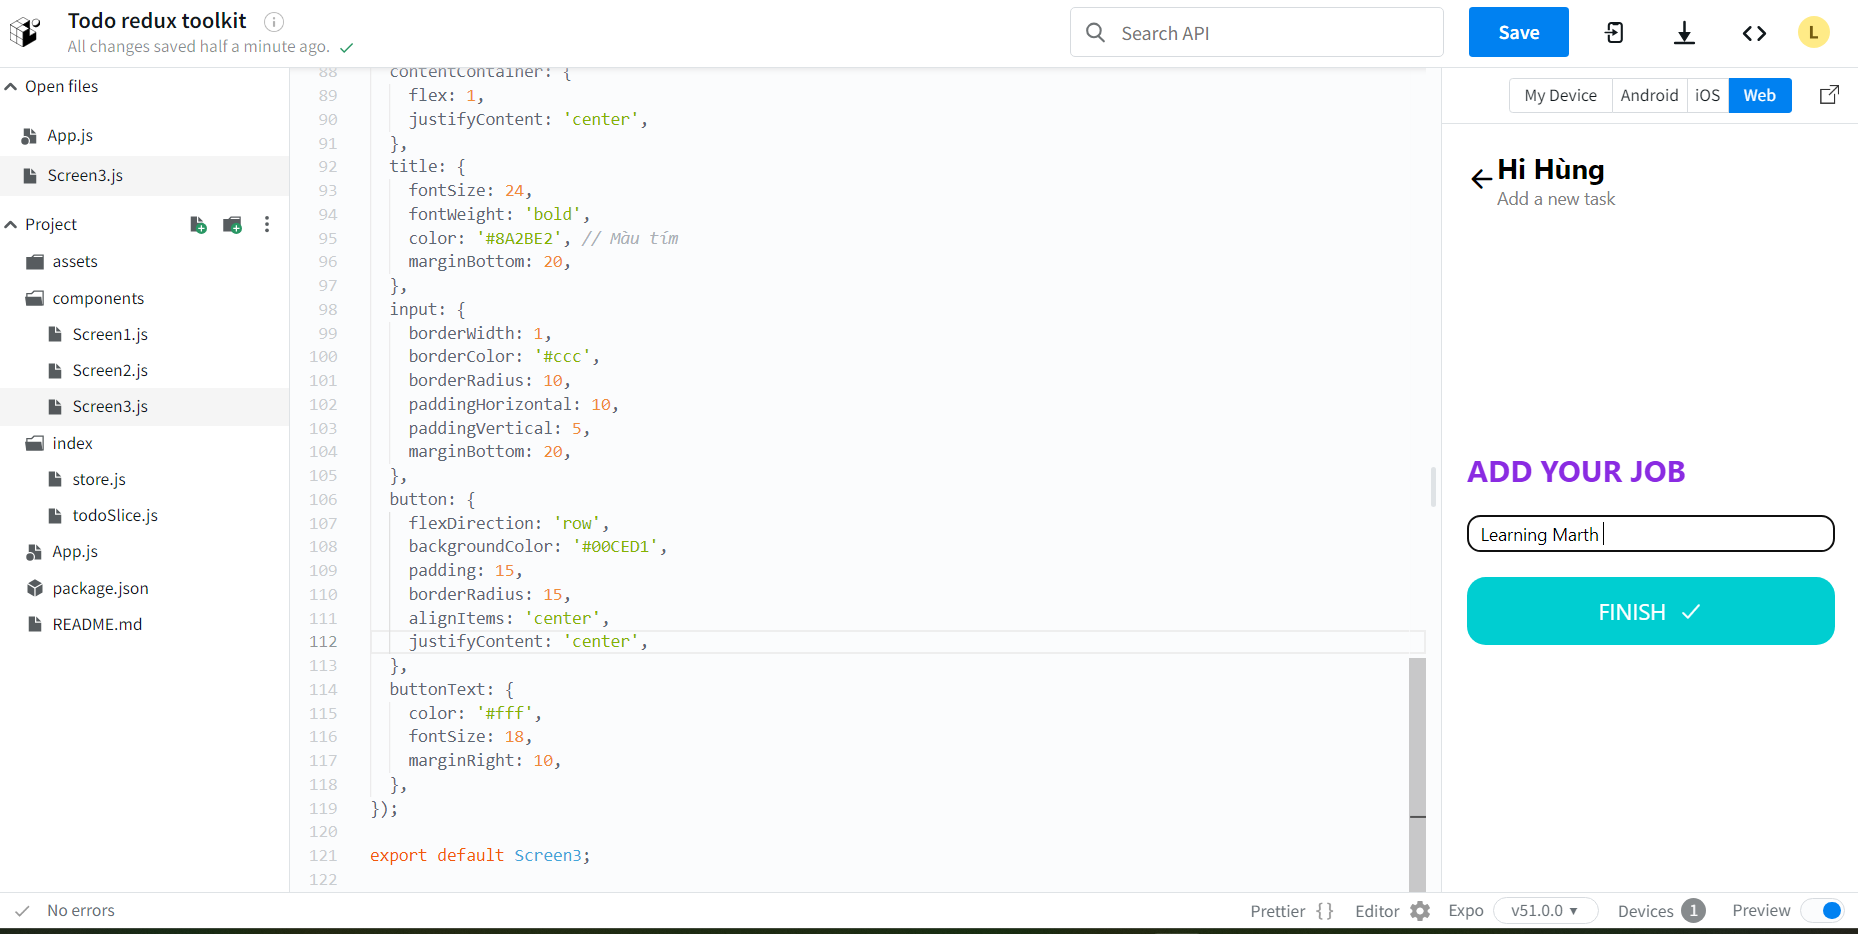 Todo redux toolkit
All changes saved half a minute ago.
Search API
Save
L
Open files
App.js
Screen3.js
Project
assets
components
Screen1.js
Screen2.js
Screen3.js
index
store.js
todoSlice.js
App.js
package.json
README.md
88 contentContainer: {
89 flex: 1,
90 justifyContent: 'center',
91 },
92 title: {
93 fontSize: 24,
94 fontWeight: 'bold',
95 color: '#8A2BE2', // Màu tím
96 marginBottom: 20,
97 },
98 input: {
99 borderWidth: 1,
100 borderColor: '#ccc',
101 borderRadius: 10,
102 paddingHorizontal: 10,
103 paddingVertical: 5,
104 marginBottom: 20,
105 },
106 button: {
107 flexDirection: 'row',
108 backgroundColor: '#00CED1',
109 padding: 15,
110 borderRadius: 15,
111 alignItems: 'center',
112 justifyContent: 'center',
113 },
114 buttonText: {
115 color: '#fff',
116 fontSize: 18,
117 marginRight: 10,
118 },
119 });
120
121 export default Screen3;
122
My Device Android iOS Web
Hi Hùng
Add a new task
ADD YOUR JOB
Learning Marth
FINISH
No errors
Prettier {} Editor Expo v51.0.0 Devices 1 Preview